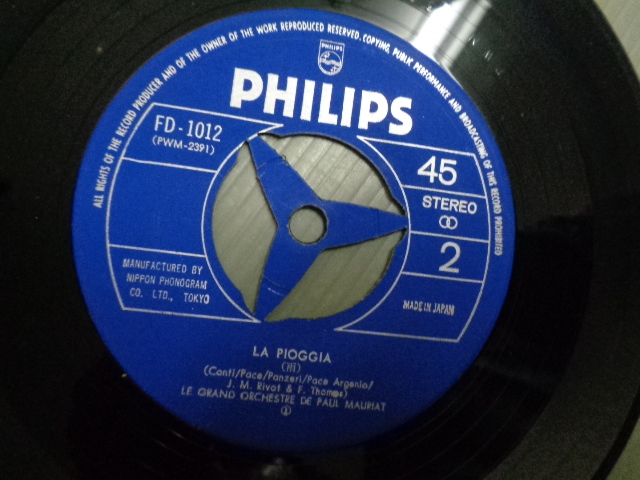 ALL RIGHTS OF THE RECORD PRODUCER AND OF THE OWNER OF THE WORK REPRODUCED RESERVED. COPYING, PUBLIC PERFORMANCE AND BROADCASTING OF THIS RECORD PROHIBITED
PHILIPS
PHILIPS
FD-1012
(PWM-2391)
45
STEREO
2
MANUFACTURED BY
NIPPON PHONOGRAM
CO. LTD., TOKYO
MADE IN JAPAN
LA PIOGGIA
(雨)
(Conti/Pace/Panzeri/Pace Argenio/
J. M. Rivat & F. Thomas)
LE GRAND ORCHESTRE DE PAUL MAURIAT